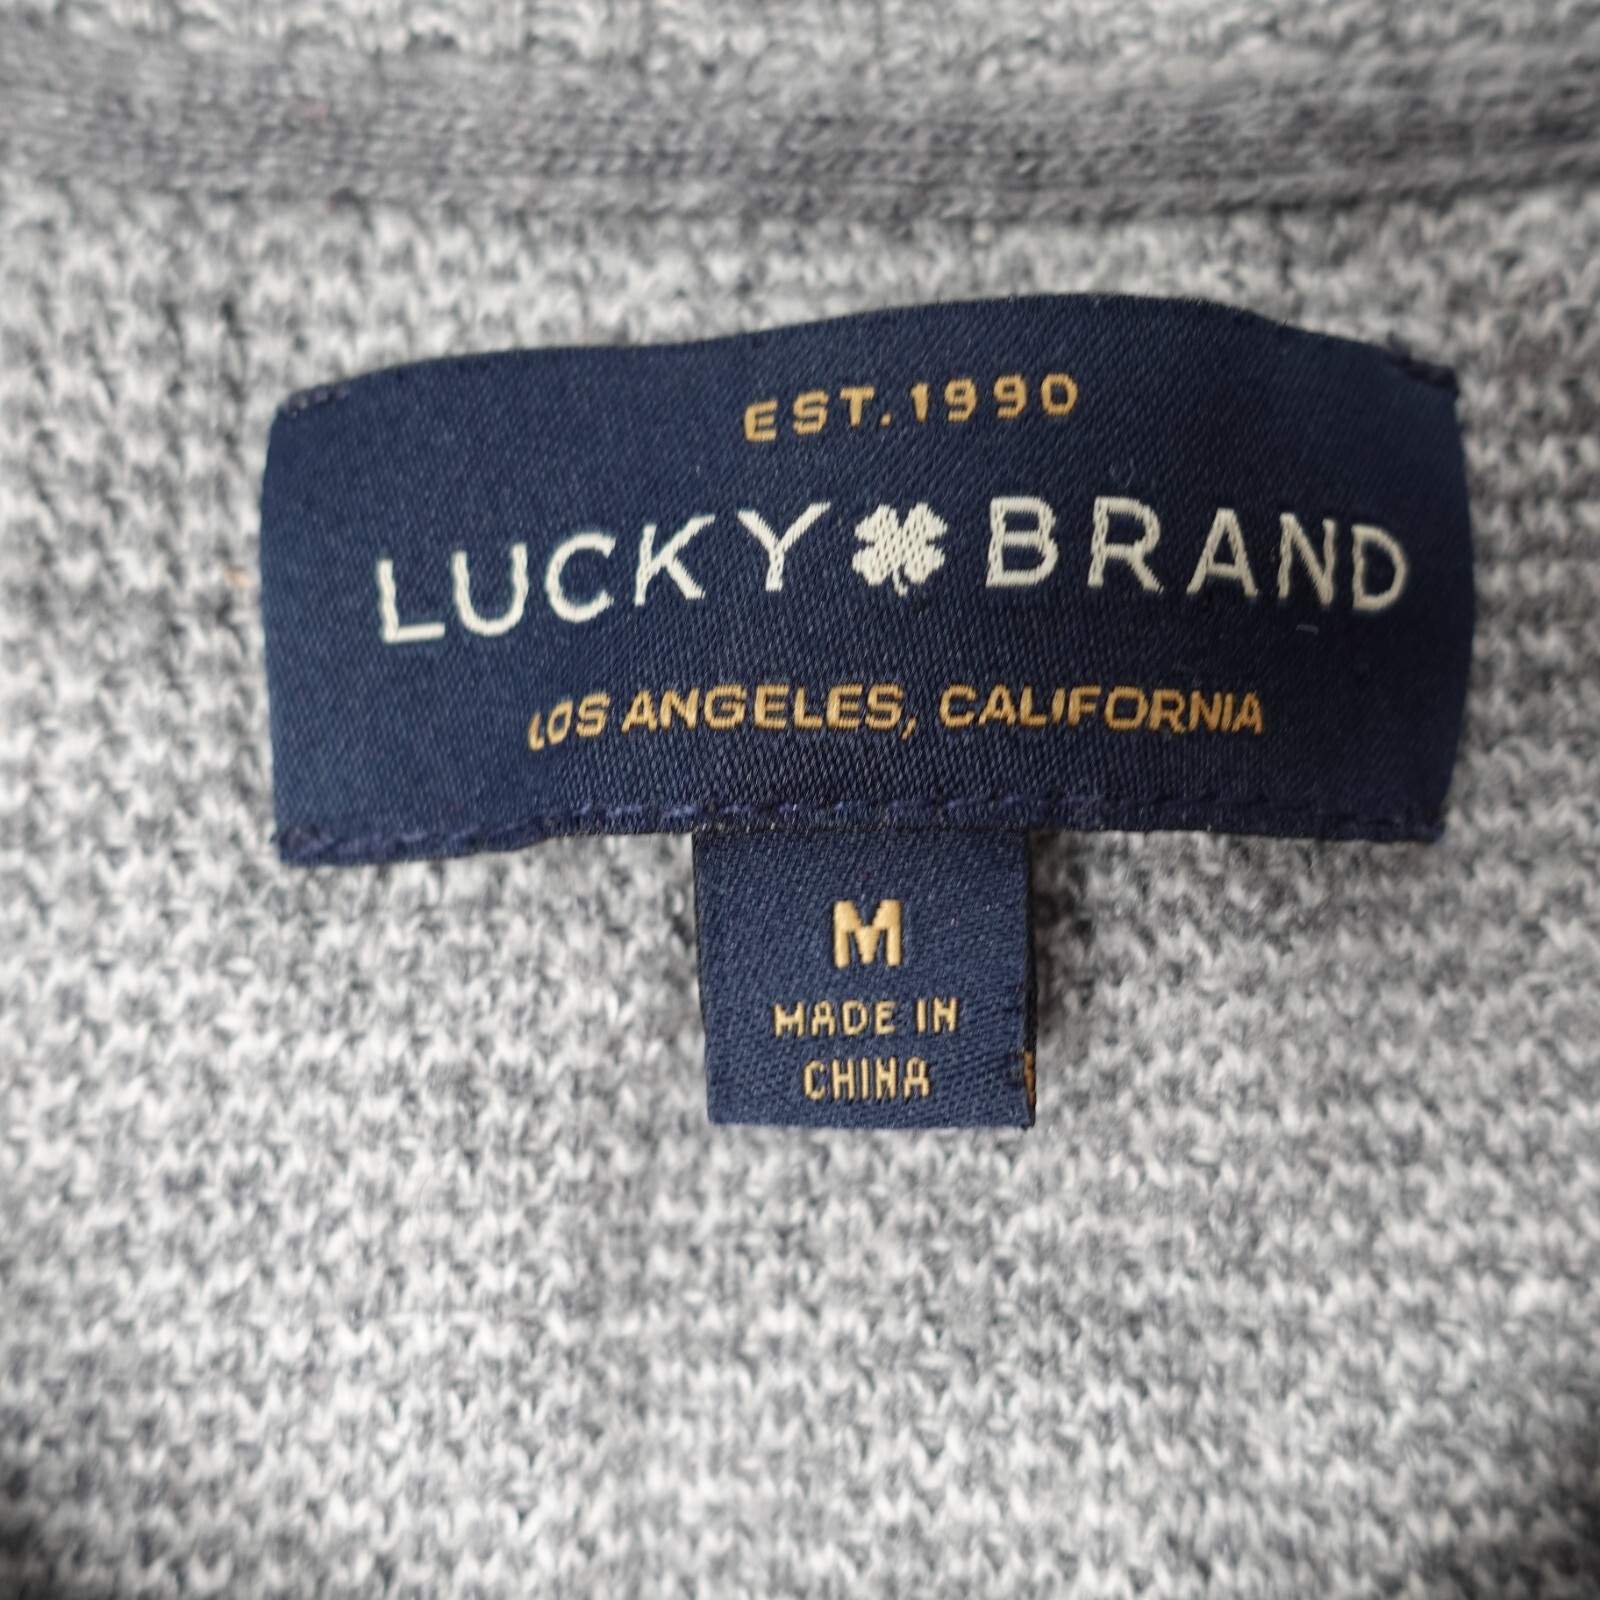 EST. 1990
LUCKY BRAND
LOS ANGELES, CALIFORNIA
M
MADE IN
CHINA